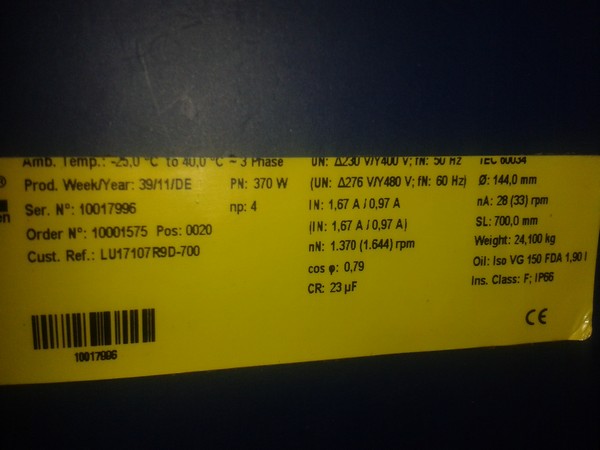 Amb. Temp.: -25,0 °C to 40,0 °C ~ 3 Phase
Prod. Week/Year: 39/11/DE
PN: 370 W
Ser. N°: 10017996
np: 4
Order N°: 10001575 Pos: 0020
Cust. Ref.: LU17107R9D-700
UN: Δ230 V/Y400 V; fN: 50 Hz
(UN: Δ276 V/Y480 V; fN: 60 Hz)
IN: 1,67 A / 0,97 A
(IN: 1,67 A / 0,97 A)
nN: 1.370 (1.644) rpm
cos φ: 0,79
CR: 23 µF
IEC 60034
Ø: 144,0 mm
nA: 28 (33) rpm
SL: 700,0 mm
Weight: 24,100 kg
Oil: Iso VG 150 FDA 1,90 l
Ins. Class: F; IP66
CE
®
en
10017996